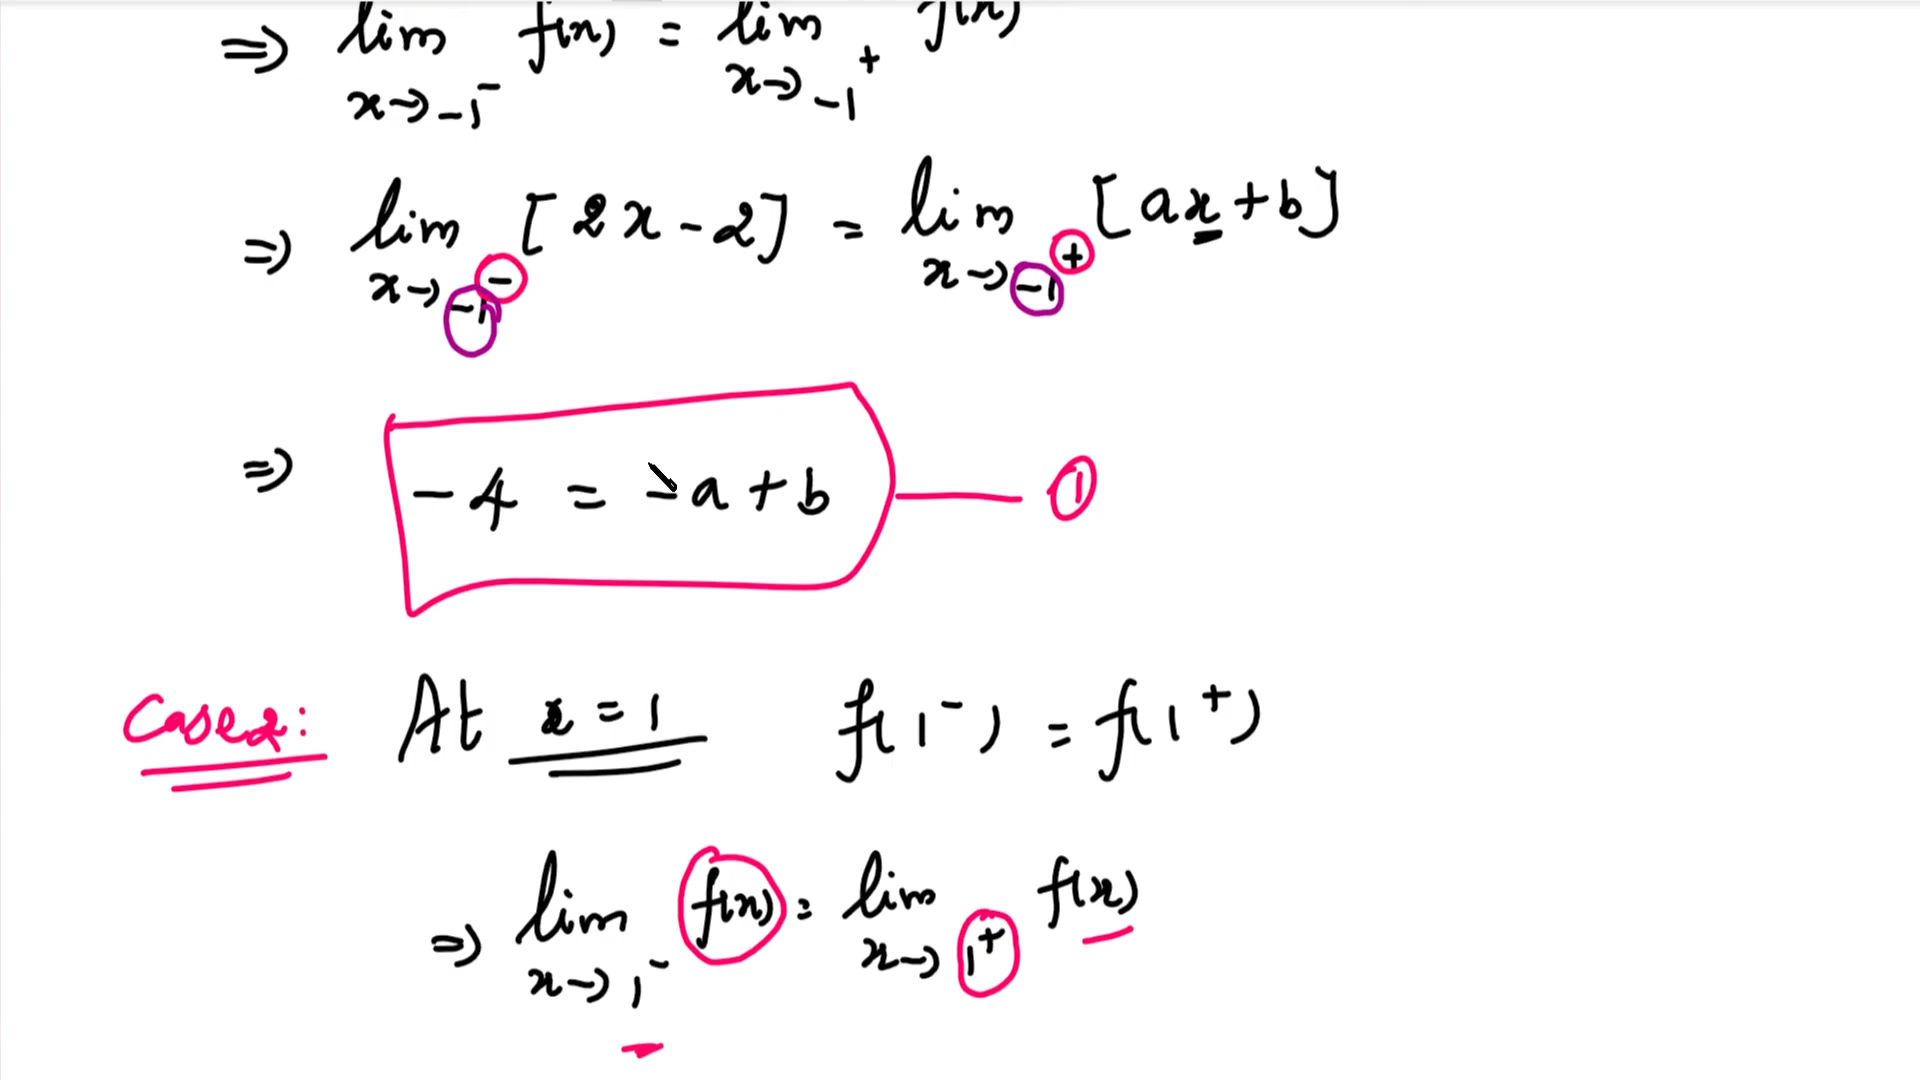 ⇒ lim f(x) = lim f(x)
x→-1⁻ x→-1⁺
⇒ lim [2x-2] = lim [ax+b]
x→-1⁻ x→-1⁺
⇒ -4 = -a+b — ①
Case2: At x=1 f(1⁻) = f(1⁺)
⇒ lim f(x) = lim f(x)
x→1⁻ x→1⁺